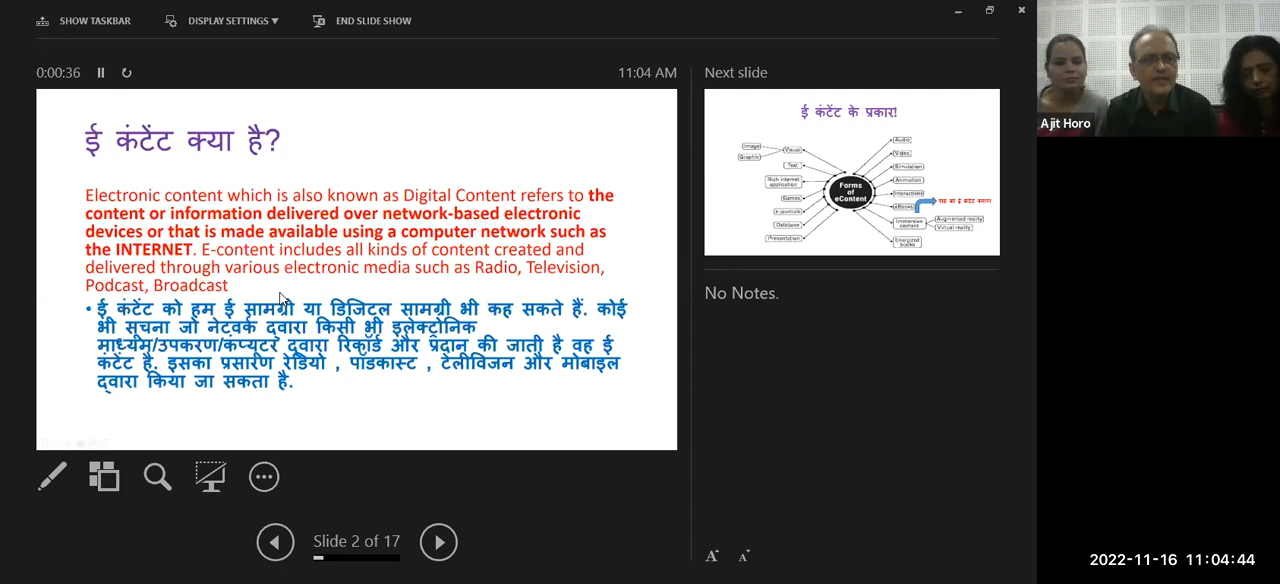 SHOW TASKBAR
DISPLAY SETTINGS ▼
END SLIDE SHOW
0:00:36
11:04 AM
ई कंटेंट क्या है?
Electronic content which is also known as Digital Content refers to the
content or information delivered over network-based electronic
devices or that is made available using a computer network such as
the INTERNET. E-content includes all kinds of content created and
delivered through various electronic media such as Radio, Television,
Podcast, Broadcast
• ई कंटेंट को हम ई सामग्री या डिजिटल सामग्री भी कह सकते हैं. कोई
भी सूचना जो नेटवर्क द्वारा किसी भी इलेक्ट्रोनिक
माध्यम/उपकरण/कंप्यूटर द्वारा रिकॉर्ड और प्रदान की जाती है वह ई
कंटेंट है. इसका प्रसारण रेडियो , पॉडकास्ट , टेलीविजन और मोबाइल
द्वारा किया जा सकता है.
Slide 2 of 17
Next slide
ई कंटेंट के प्रकार!
Image
Graphic
Visual
Text
Rich internet
application
Games
e-journals
Database
Presentation
Forms
of
eContent
Audio
Video
Simulation
Animation
Interactives
eBooks
Immersive
content
Augmented reality
Virtual reality
Energized
books
No Notes.
A
A
Ajit Horo
2022-11-16 11:04:44